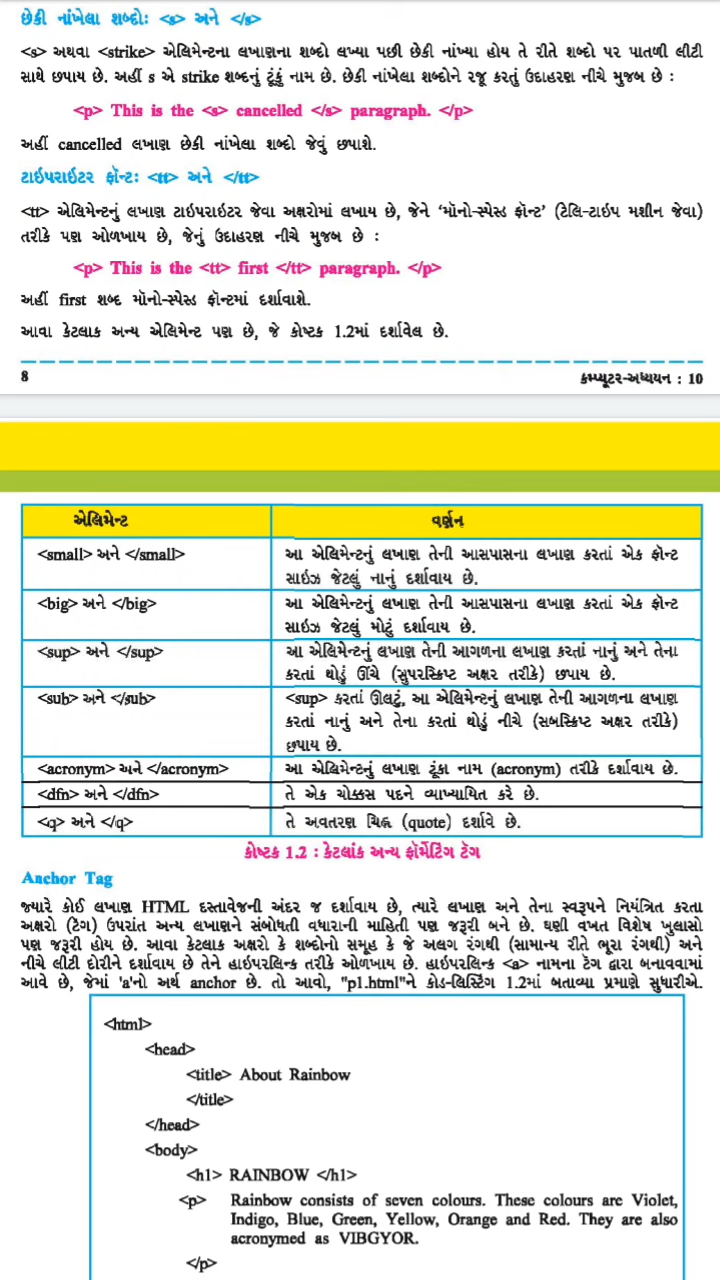 છેકી નાંખેલા શબ્દો: <s> અને </s>
<s> અથવા <strike> એલિમેન્ટના લખાણના શબ્દો લખ્યા પછી છેકી નાંખ્યા હોય તે રીતે શબ્દો પર પાતળી લીટી
સાથે છપાય છે. અહીં s એ strike શબ્દનું ટૂંકું નામ છે. છેકી નાંખેલા શબ્દોને રજૂ કરતું ઉદાહરણ નીચે મુજબ છે :
<p> This is the <s> cancelled </s> paragraph. </p>
અહીં cancelled લખાણ છેકી નાંખેલા શબ્દો જેવું છપાશે.
ટાઇપરાઇટર ફૉન્ટ: <tt> અને </tt>
<tt> એલિમેન્ટનું લખાણ ટાઇપરાઇટર જેવા અક્ષરોમાં લખાય છે, જેને ‘મૉનો-સ્પેસ્ડ ફૉન્ટ’ (ટેલિ-ટાઇપ મશીન જેવા)
તરીકે પણ ઓળખાય છે, જેનું ઉદાહરણ નીચે મુજબ છે :
<p> This is the <tt> first </tt> paragraph. </p>
અહીં first શબ્દ મૉનો-સ્પેસ્ડ ફૉન્ટમાં દર્શાવાશે.
આવા કેટલાક અન્ય એલિમેન્ટ પણ છે, જે કોષ્ટક 1.2માં દર્શાવેલ છે.
8 કમ્પ્યૂટર-અધ્યયન : 10
એલિમેન્ટ વર્ણન
<small> અને </small> આ એલિમેન્ટનું લખાણ તેની આસપાસના લખાણ કરતાં એક ફૉન્ટ
સાઇઝ જેટલું નાનું દર્શાવાય છે.
<big> અને </big> આ એલિમેન્ટનું લખાણ તેની આસપાસના લખાણ કરતાં એક ફૉન્ટ
સાઇઝ જેટલું મોટું દર્શાવાય છે.
<sup> અને </sup> આ એલિમેન્ટનું લખાણ તેની આગળના લખાણ કરતાં નાનું અને તેના
કરતાં થોડું ઊંચે (સુપરસ્ક્રિપ્ટ અક્ષર તરીકે) છપાય છે.
<sub> અને </sub> <sup> કરતાં ઊલટું, આ એલિમેન્ટનું લખાણ તેની આગળના લખાણ
કરતાં નાનું અને તેના કરતાં થોડું નીચે (સબસ્ક્રિપ્ટ અક્ષર તરીકે)
છપાય છે.
<acronym> અને </acronym> આ એલિમેન્ટનું લખાણ ટૂંકા નામ (acronym) તરીકે દર્શાવાય છે.
<dfn> અને </dfn> તે એક ચોક્કસ પદને વ્યાખ્યાયિત કરે છે.
<q> અને </q> તે અવતરણ ચિહ્ન (quote) દર્શાવે છે.
કોષ્ટક 1.2 : કેટલાંક અન્ય ફૉર્મેટિંગ ટૅગ
Anchor Tag
જ્યારે કોઈ લખાણ HTML દસ્તાવેજની અંદર જ દર્શાવાય છે, ત્યારે લખાણ અને તેના સ્વરૂપને નિયંત્રિત કરતા
અક્ષરો (ટૅગ) ઉપરાંત અન્ય લખાણને સંબોધતી વધારાની માહિતી પણ જરૂરી બને છે. ઘણી વખત વિશેષ ખુલાસો
પણ જરૂરી હોય છે. આવા કેટલાક અક્ષરો કે શબ્દોનો સમૂહ કે જે અલગ રંગથી (સામાન્ય રીતે ભૂરા રંગથી) અને
નીચે લીટી દોરીને દર્શાવાય છે તેને હાઇપરલિન્ક તરીકે ઓળખાય છે. હાઇપરલિન્ક <a> નામના ટૅગ દ્વારા બનાવવામાં
આવે છે, જેમાં 'a'નો અર્થ anchor છે. તો આવો, "p1.html"ને કોડ-લિસ્ટિંગ 1.2માં બતાવ્યા પ્રમાણે સુધારીએ.
<html>
<head>
<title> About Rainbow
</title>
</head>
<body>
<h1> RAINBOW </h1>
<p> Rainbow consists of seven colours. These colours are Violet,
Indigo, Blue, Green, Yellow, Orange and Red. They are also
acronymed as VIBGYOR.
</p>